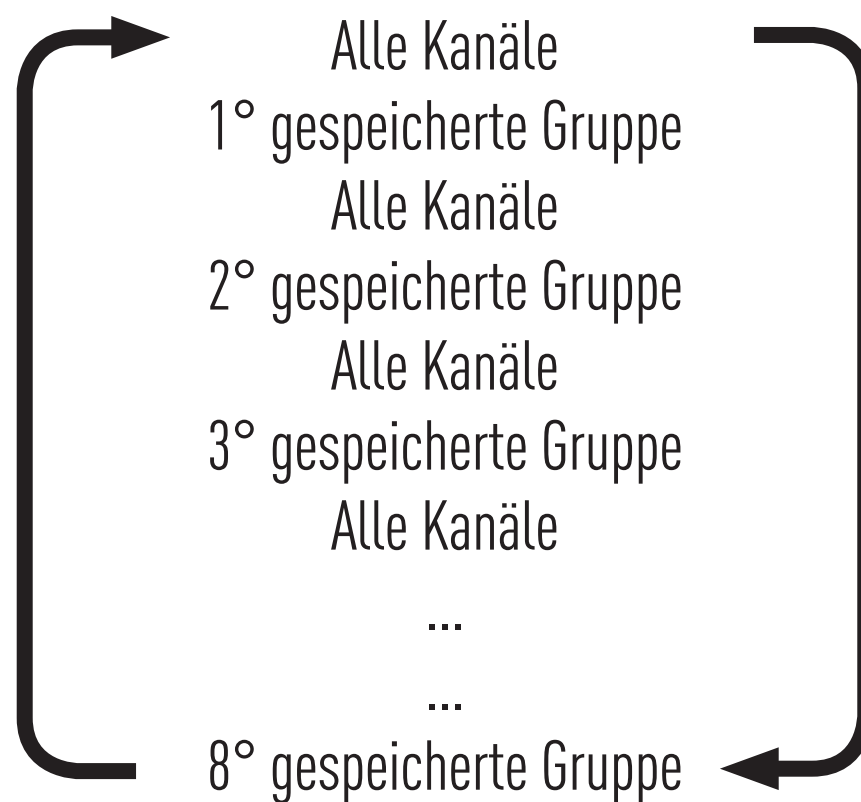 Alle Kanäle
1° gespeicherte Gruppe
Alle Kanäle
2° gespeicherte Gruppe
Alle Kanäle
3° gespeicherte Gruppe
Alle Kanäle
...
...
8° gespeicherte Gruppe